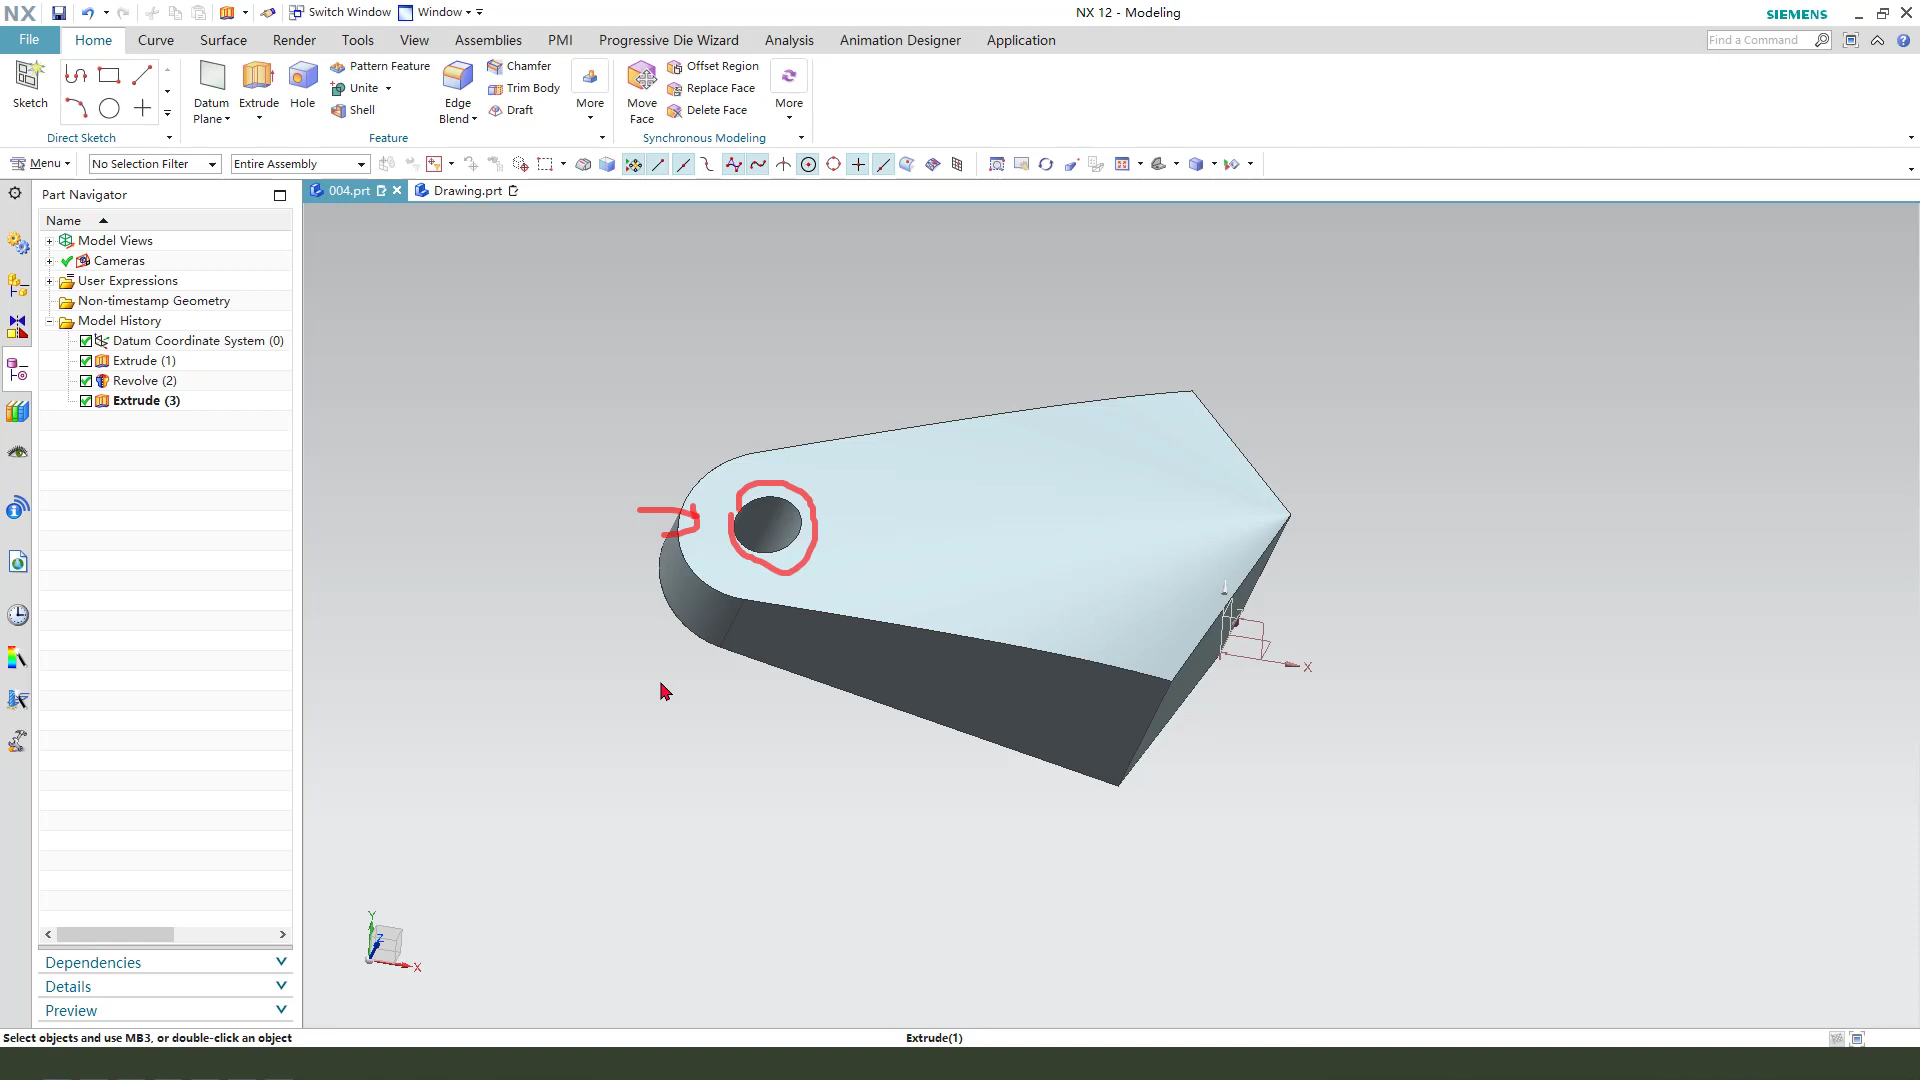 NX
Switch Window
Window
NX 12 - Modeling
SIEMENS
File
Home
Curve
Surface
Render
Tools
View
Assemblies
PMI
Progressive Die Wizard
Analysis
Animation Designer
Application
Find a Command
Sketch
Direct Sketch
Datum Plane
Extrude
Hole
Pattern Feature
Unite
Shell
Edge Blend
Chamfer
Trim Body
Draft
More
Feature
Move Face
Offset Region
Replace Face
Delete Face
More
Synchronous Modeling
Menu
No Selection Filter
Entire Assembly
Part Navigator
004.prt
Drawing.prt
Name
Model Views
Cameras
User Expressions
Non-timestamp Geometry
Model History
Datum Coordinate System (0)
Extrude (1)
Revolve (2)
Extrude (3)
X
Y
Z
X
Dependencies
Details
Preview
Select objects and use MB3, or double-click an object
Extrude(1)